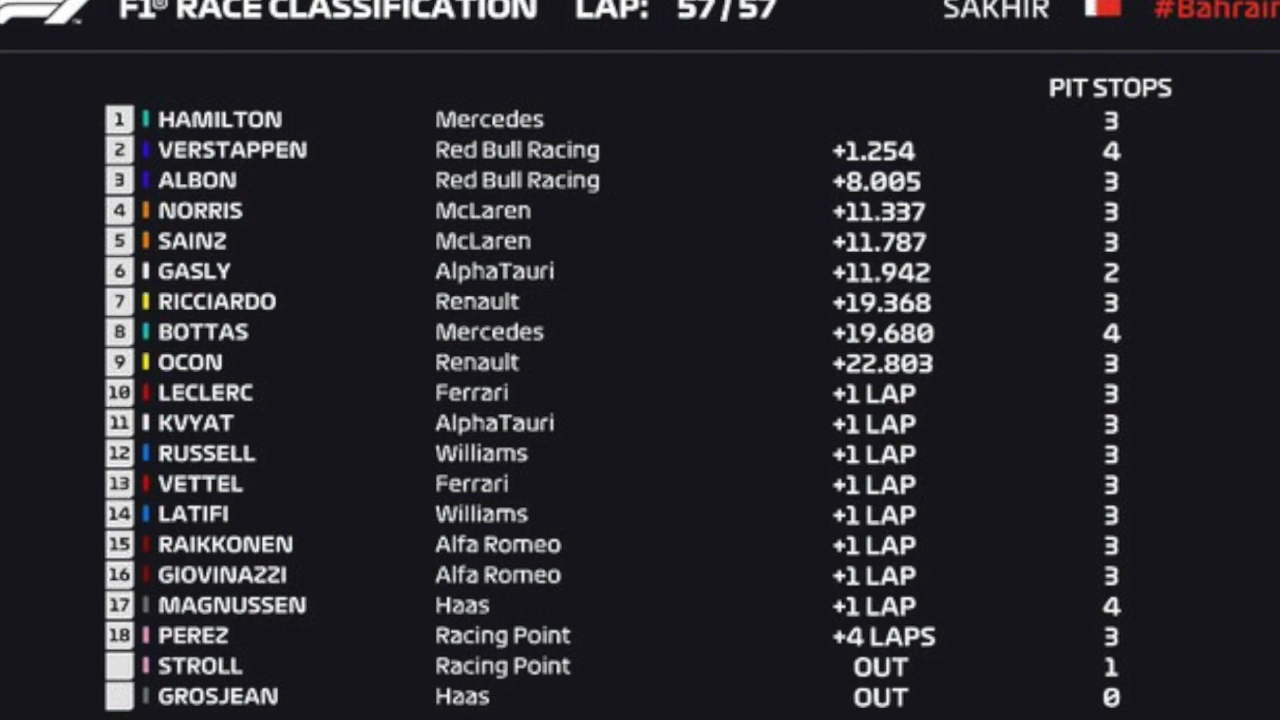 F1® RACE CLASSIFICATION LAP: 57/57 SAKHIR #Bahrain
PIT STOPS
1 HAMILTON Mercedes 3
2 VERSTAPPEN Red Bull Racing +1.254 4
3 ALBON Red Bull Racing +8.005 3
4 NORRIS McLaren +11.337 3
5 SAINZ McLaren +11.787 3
6 GASLY AlphaTauri +11.942 2
7 RICCIARDO Renault +19.368 3
8 BOTTAS Mercedes +19.680 4
9 OCON Renault +22.803 3
10 LECLERC Ferrari +1 LAP 3
11 KVYAT AlphaTauri +1 LAP 3
12 RUSSELL Williams +1 LAP 3
13 VETTEL Ferrari +1 LAP 3
14 LATIFI Williams +1 LAP 3
15 RAIKKONEN Alfa Romeo +1 LAP 3
16 GIOVINAZZI Alfa Romeo +1 LAP 3
17 MAGNUSSEN Haas +1 LAP 4
18 PEREZ Racing Point +4 LAPS 3
STROLL Racing Point OUT 1
GROSJEAN Haas OUT 0